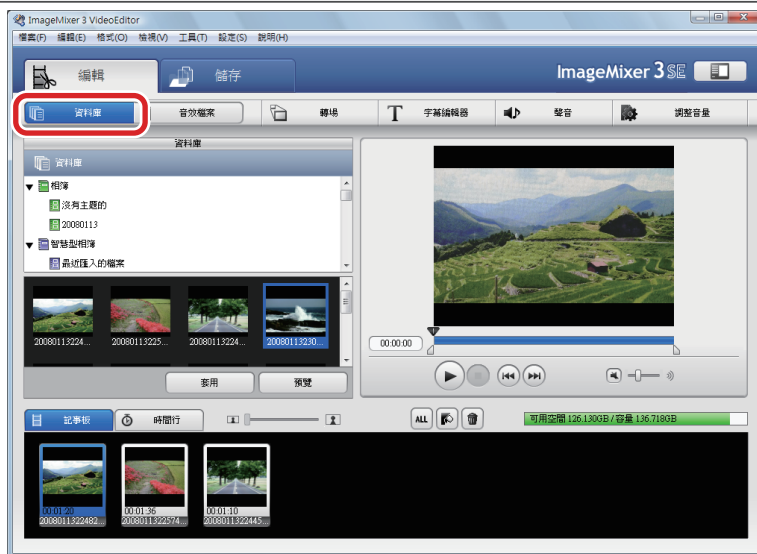 ImageMixer 3 VideoEditor
檔案(F) 編輯(E) 格式(O) 檢視(V) 工具(T) 設定(S) 說明(H)
編輯 儲存 ImageMixer 3 SE
資料庫 音效檔案 轉場 T 字幕編輯器 聲音 調整音量
資料庫
資料庫
相簿
沒有主題的
20080113
智慧型相簿
最近匯入的檔案
20080113224... 20080113225... 20080113224... 20080113230...
套用 預覽
00:00:00
記事板 時間行 ALL 可用空間 126.130GB / 容量 136.718GB
00:01:20 00:01:36 00:01:10
2008011322482... 2008011322574... 2008011322445...